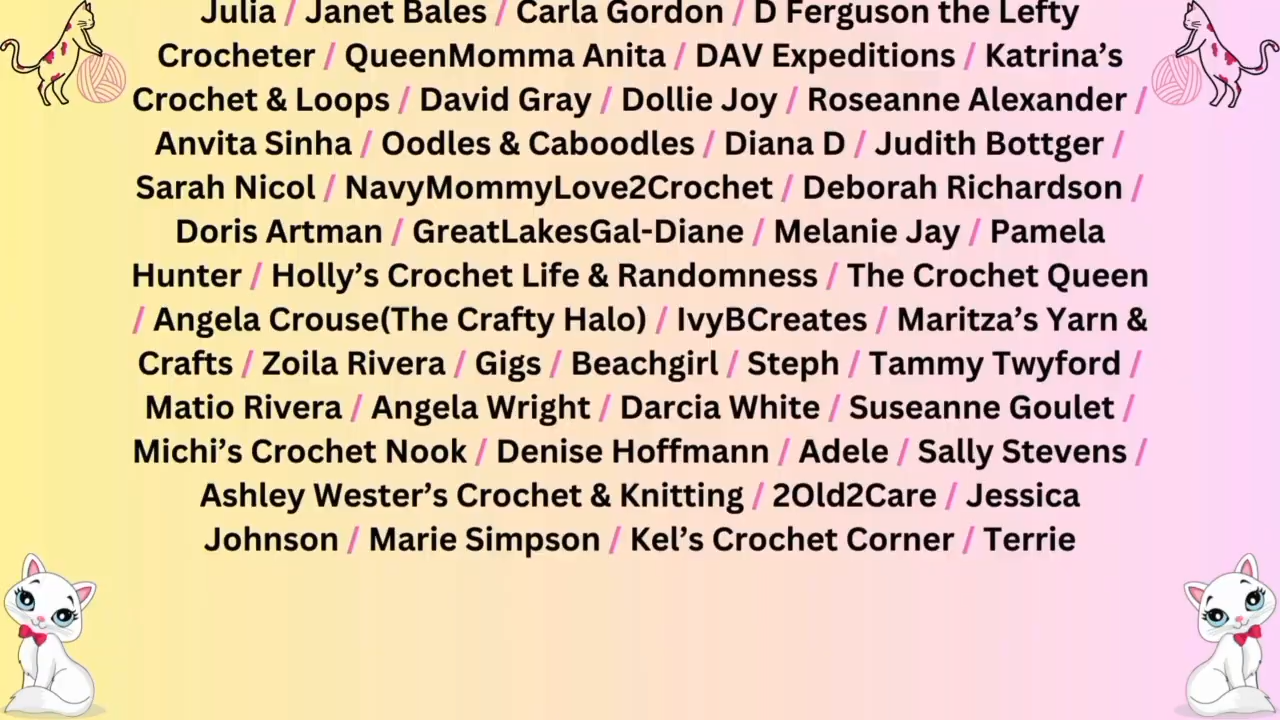 Julia / Janet Bales / Carla Gordon / D Ferguson the Lefty
Crocheter / QueenMomma Anita / DAV Expeditions / Katrina’s
Crochet & Loops / David Gray / Dollie Joy / Roseanne Alexander /
Anvita Sinha / Oodles & Caboodles / Diana D / Judith Bottger /
Sarah Nicol / NavyMommyLove2Crochet / Deborah Richardson /
Doris Artman / GreatLakesGal-Diane / Melanie Jay / Pamela
Hunter / Holly’s Crochet Life & Randomness / The Crochet Queen
/ Angela Crouse(The Crafty Halo) / IvyBCreates / Maritza’s Yarn &
Crafts / Zoila Rivera / Gigs / Beachgirl / Steph / Tammy Twyford /
Matio Rivera / Angela Wright / Darcia White / Suseanne Goulet /
Michi’s Crochet Nook / Denise Hoffmann / Adele / Sally Stevens /
Ashley Wester’s Crochet & Knitting / 2Old2Care / Jessica
Johnson / Marie Simpson / Kel’s Crochet Corner / Terrie